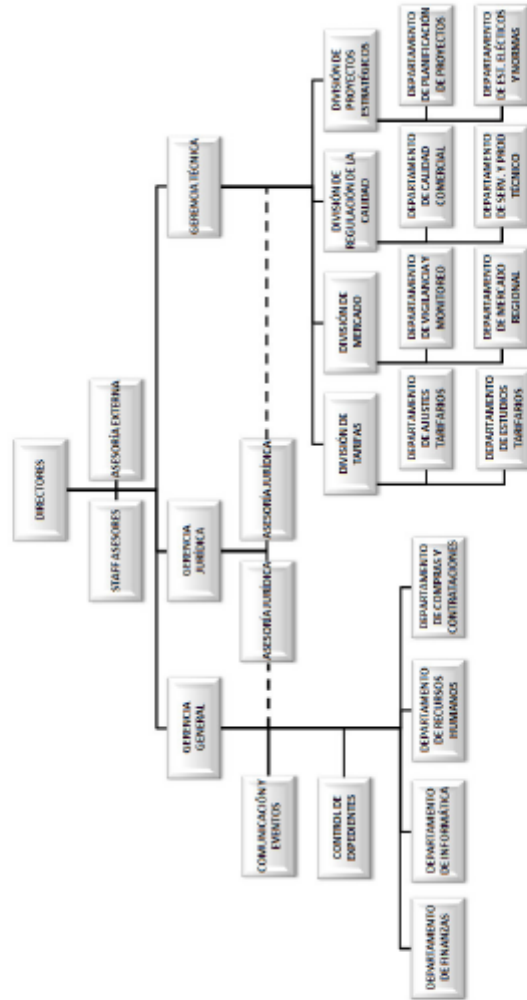 DIRECTORES
STAFF ASESORES
ASESORÍA EXTERNA
GERENCIA
GENERAL
GERENCIA
JURÍDICA
GERENCIA TÉCNICA
COMUNICACIÓN Y
EVENTOS
ASESORÍA JURÍDICA
ASESORÍA JURÍDICA
CONTROL DE
EXPEDIENTES
DEPARTAMENTO
DE FINANZAS
DEPARTAMENTO
DE INFORMÁTICA
DEPARTAMENTO
DE RECURSOS
HUMANOS
DEPARTAMENTO
DE COMPRAS Y
CONTRATACIONES
DIVISIÓN DE
TARIFAS
DIVISIÓN DE
MERCADO
DIVISIÓN DE
REGULACIÓN DE LA
CALIDAD
DIVISIÓN DE
PROYECTOS
ESTRATÉGICOS
DEPARTAMENTO
DE AJUSTES
TARIFARIOS
DEPARTAMENTO
DE VIGILANCIA Y
MONITOREO
DEPARTAMENTO
DE CALIDAD
COMERCIAL
DEPARTAMENTO
DE PLANIFICACIÓN
DE PROYECTOS
DEPARTAMENTO
DE ESTUDIOS
TARIFARIOS
DEPARTAMENTO
DE MERCADO
REGIONAL
DEPARTAMENTO
DE SERV. Y PROD
TÉCNICO
DEPARTAMENTO
DE EST. ELÉCTICOS
Y NORMAS